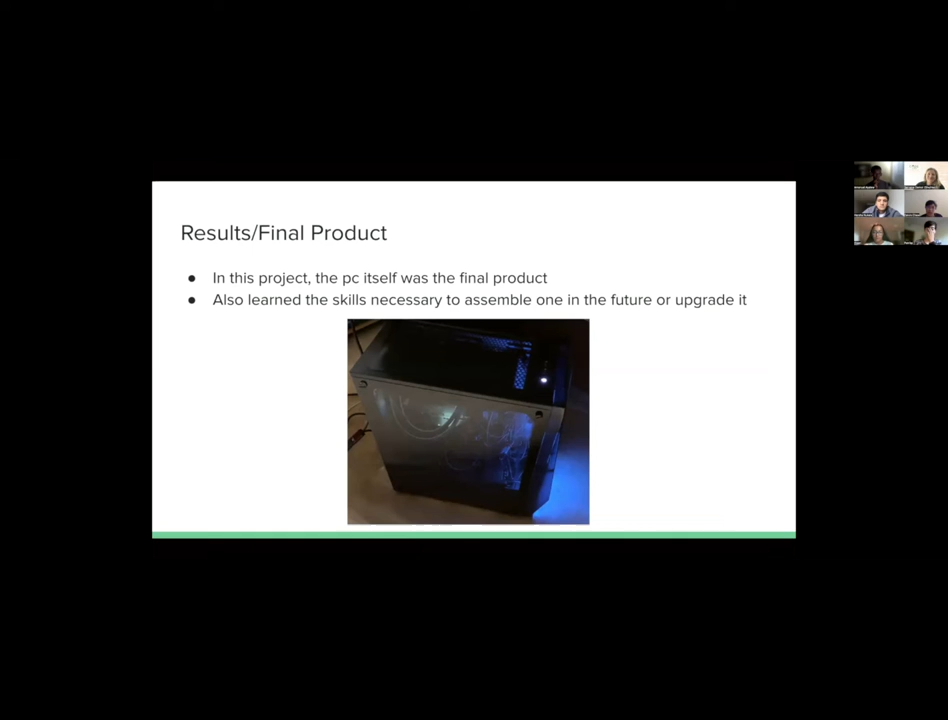 Results/Final Product
● In this project, the pc itself was the final product
● Also learned the skills necessary to assemble one in the future or upgrade it